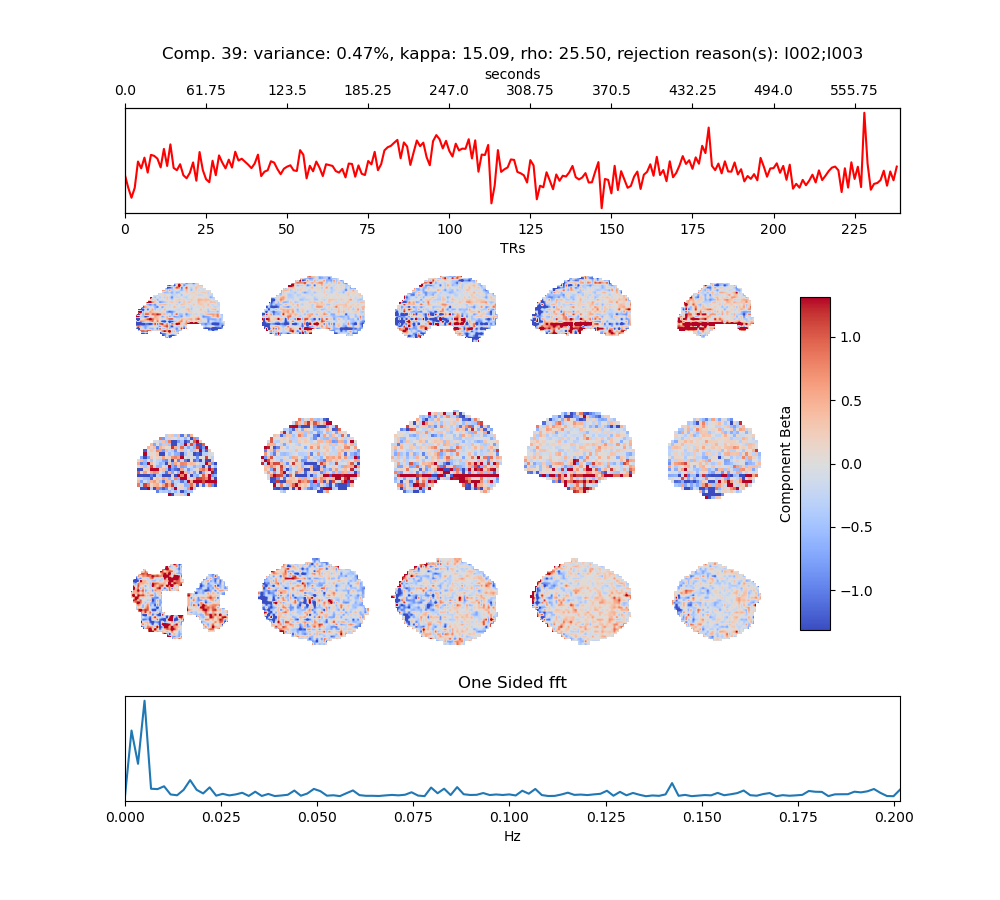 Comp. 39: variance: 0.47%, kappa: 15.09, rho: 25.50, rejection reason(s): I002;I003
seconds
0.0 61.75 123.5 185.25 247.0 308.75 370.5 432.25 494.0 555.75
0 25 50 75 100 125 150 175 200 225
TRs
1.0
0.5
0.0
−0.5
−1.0
Component Beta
One Sided fft
0.000 0.025 0.050 0.075 0.100 0.125 0.150 0.175 0.200
Hz